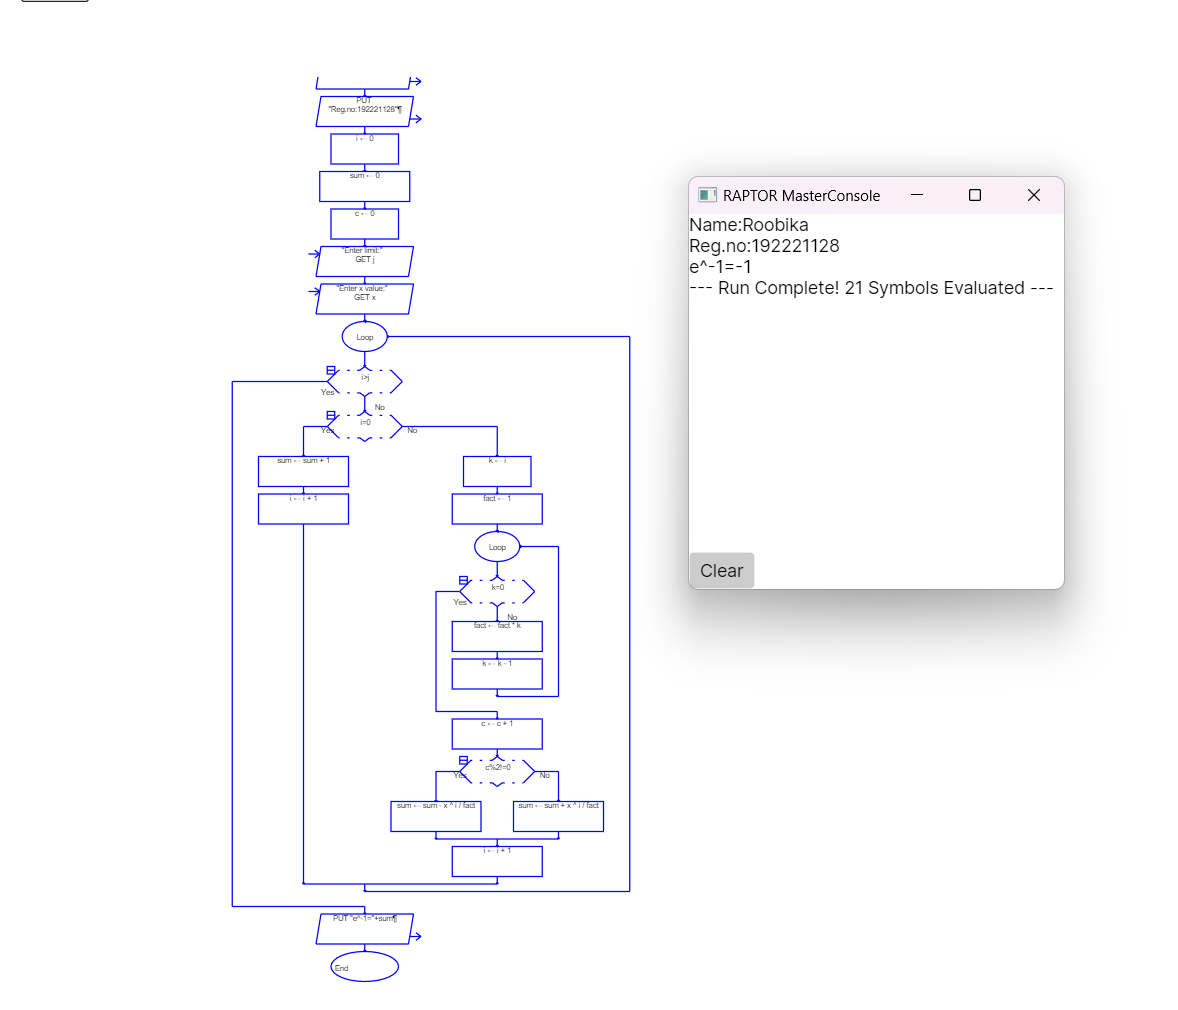 PUT
"Reg.no:192221128"¶
i ← 0
sum ← 0
c ← 0
"Enter limit:"
GET j
"Enter x value:"
GET x
Loop
i>j
Yes
No
i=0
Yes
No
sum ← sum + 1
i ← i + 1
k ← i
fact ← 1
Loop
k=0
Yes
No
fact ← fact * k
k ← k - 1
c ← c + 1
c%2!=0
Yes
No
sum ← sum - x ^ i / fact
sum ← sum + x ^ i / fact
i ← i + 1
PUT "e^-1="+sum¶
End
RAPTOR MasterConsole
Name:Roobika
Reg.no:192221128
e^-1=-1
--- Run Complete! 21 Symbols Evaluated ---
Clear